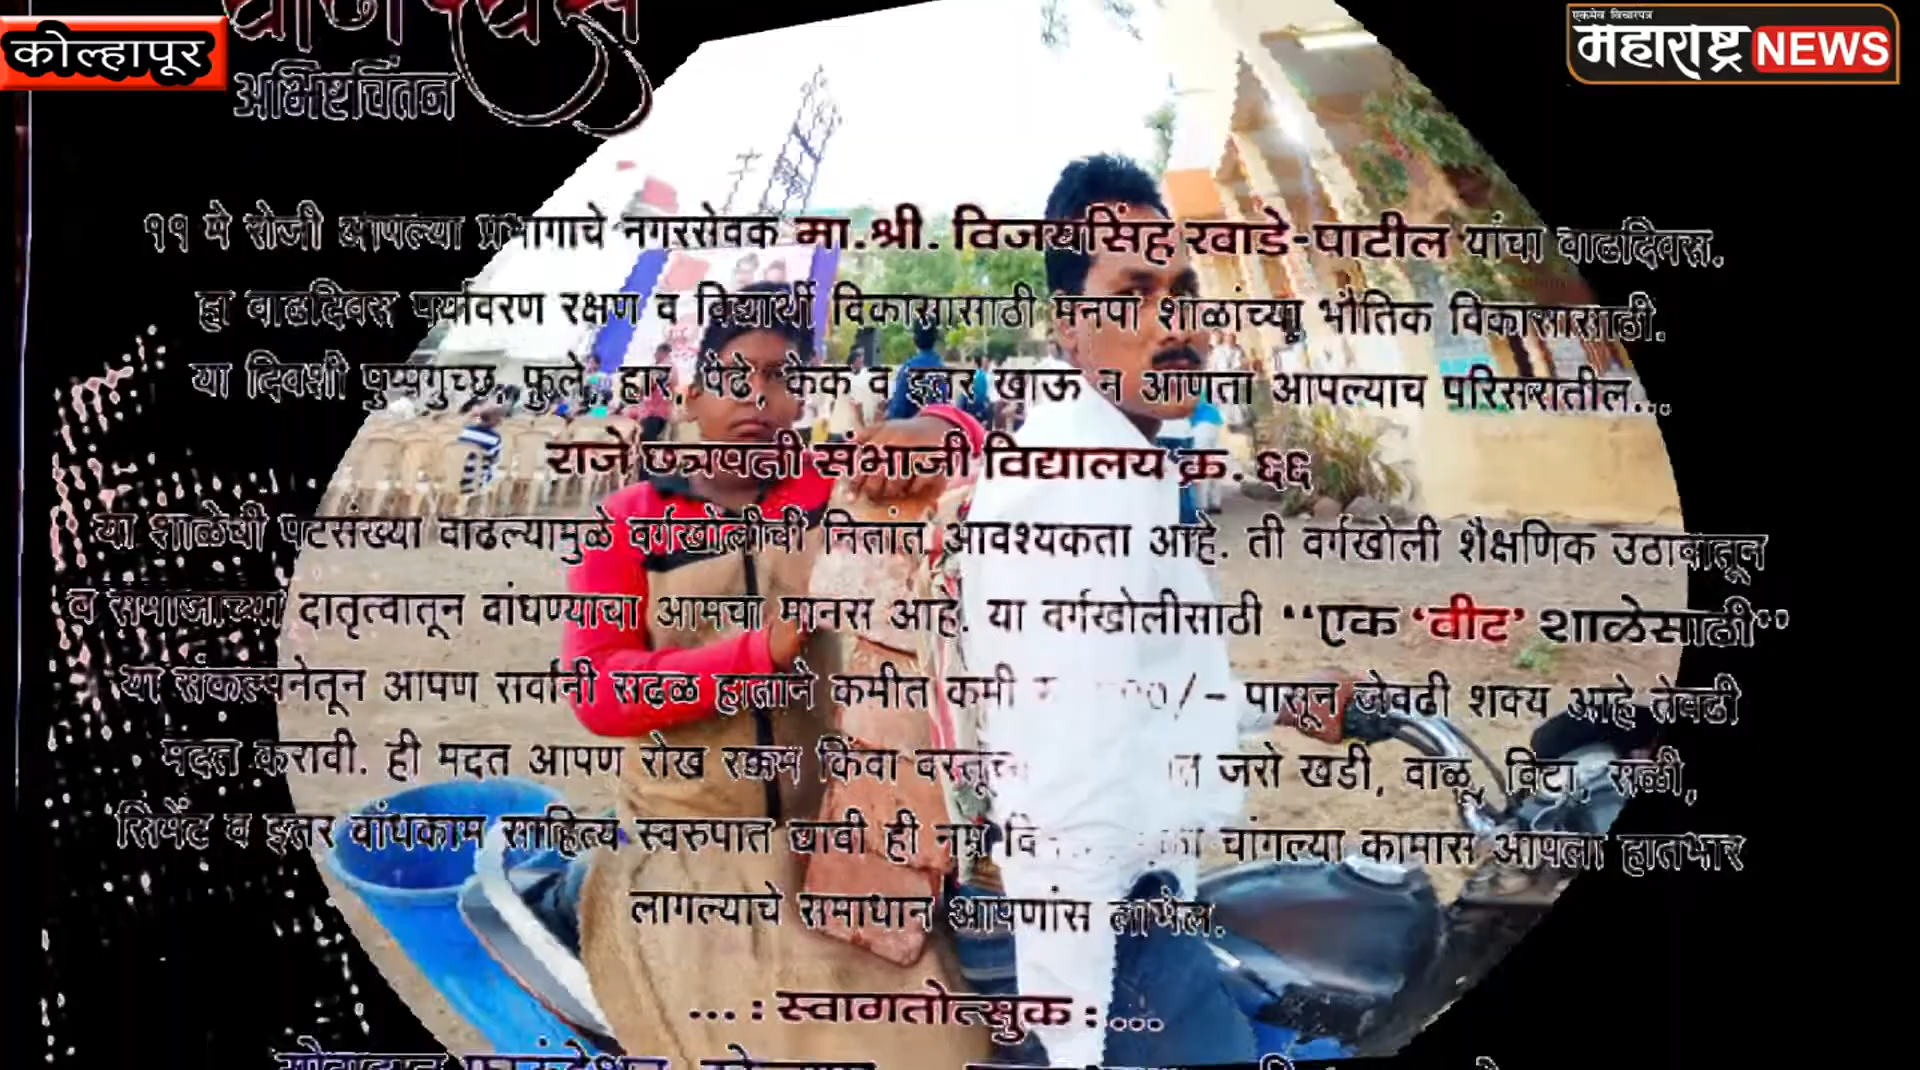 कोल्हापूर
एकमेव विचारपत्र
महाराष्ट्र NEWS
अभिष्टचिंतन
११ मे रोजी आपल्या प्रभागाचे नगरसेवक मा.श्री. विजयसिंह खाडे-पाटील यांचा वाढदिवस.
हा वाढदिवस पर्यावरण रक्षण व विद्यार्थी विकासासाठी मनपा शाळांच्या भौतिक विकासासाठी.
या दिवशी पुष्पगुच्छ, फुले, हार, पेढे, केक व इतर खाऊ न आणता आपल्याच परिसरातील...
राजे छत्रपती संभाजी विद्यालय क्र. ६६
या शाळेची पटसंख्या वाढल्यामुळे वर्गखोलीची नितांत आवश्यकता आहे. ती वर्गखोली शैक्षणिक उठावातून
व समाजाच्या दातृत्वातून बांधण्याचा आमचा मानस आहे. या वर्गखोलीसाठी “एक ‘वीट’ शाळेसाठी”
या संकल्पनेतून आपण सर्वांनी सढळ हाताने कमीत कमी /- पासून जेवढी शक्य आहे तेवढी
मदत करावी. ही मदत आपण रोख रक्कम किंवा जसे खडी, वाळू, विटा, सळी,
सिमेंट व इतर बांधकाम साहित्य स्वरुपात द्यावी ही नम्र चांगल्या कामास आपला हातभार
लागल्याचे समाधान आपणांस लाभेल.
... : स्वागतोत्सुक : ...